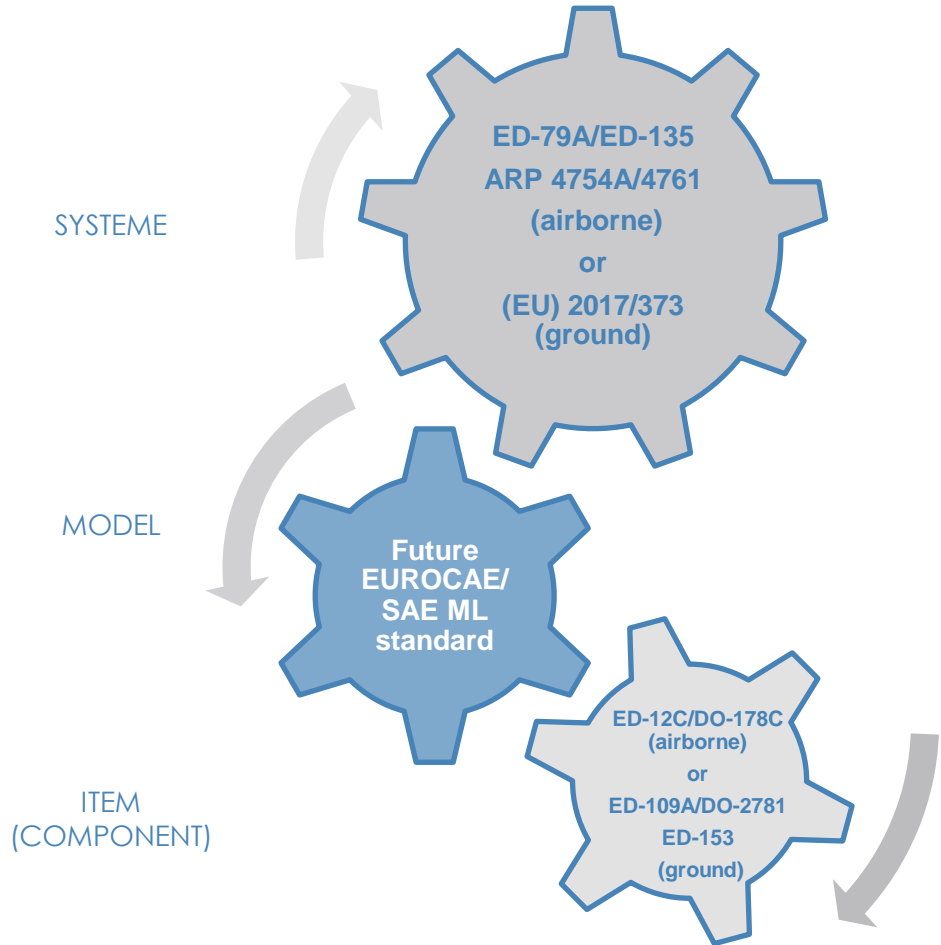 ED-79A/ED-135
ARP 4754A/4761
(airborne)
or
(EU) 2017/373
(ground)
SYSTEME
MODEL
Future
EUROCAE/
SAE ML
standard
ED-12C/DO-178C
(airborne)
or
ED-109A/DO-2781
ED-153
(ground)
ITEM
(COMPONENT)